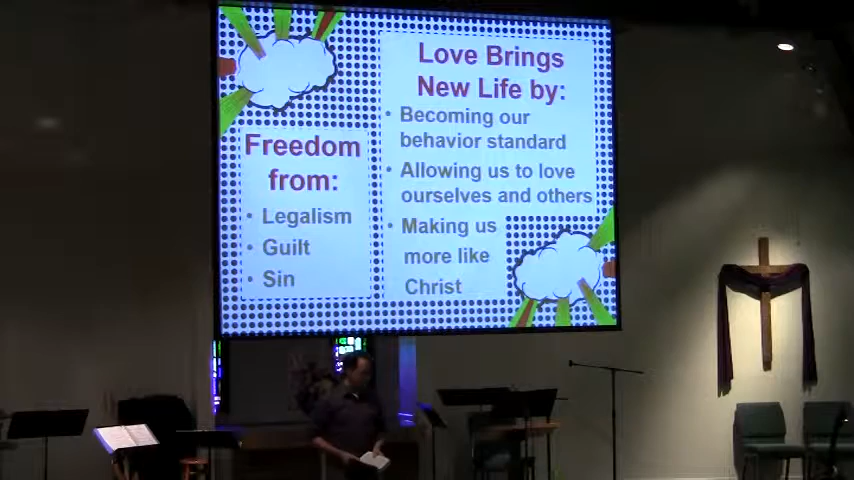 Freedom
from:
• Legalism
• Guilt
• Sin
Love Brings
New Life by:
• Becoming our
behavior standard
• Allowing us to love
ourselves and others
• Making us
more like
Christ